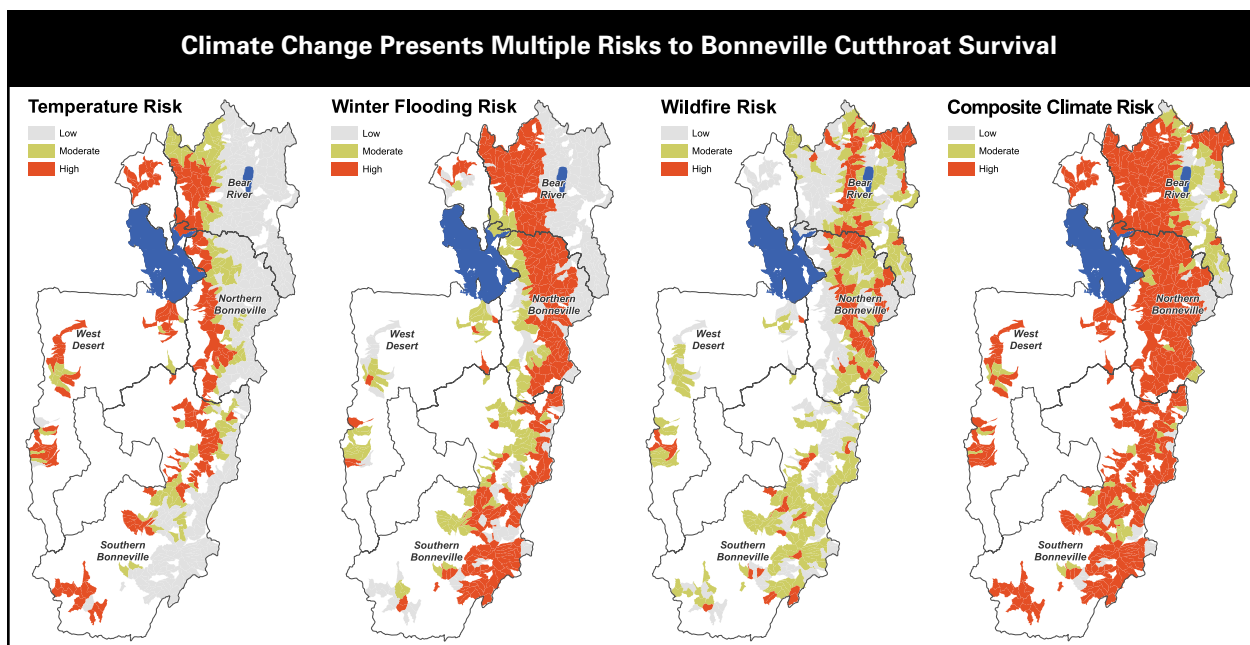 Climate Change Presents Multiple Risks to Bonneville Cutthroat Survival
Temperature Risk
Low
Moderate
High
Bear
River
Northern
Bonneville
West
Desert
Southern
Bonneville
Winter Flooding Risk
Low
Moderate
High
Bear
River
Northern
Bonneville
West
Desert
Southern
Bonneville
Wildfire Risk
Low
Moderate
High
Bear
River
Northern
Bonneville
West
Desert
Southern
Bonneville
Composite Climate Risk
Low
Moderate
High
Bear
River
Northern
Bonneville
West
Desert
Southern
Bonneville